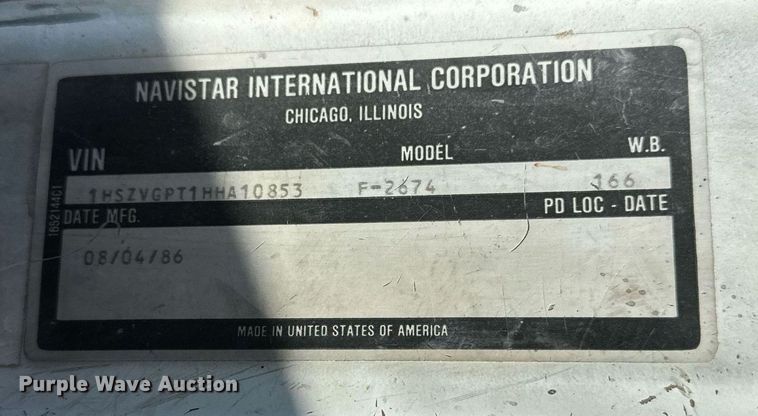 NAVISTAR INTERNATIONAL CORPORATION
CHICAGO, ILLINOIS
VIN MODEL W.B.
1HSZVGPT1HHA10853 F-2674 166
DATE MFG. PD LOC - DATE
08/04/86
MADE IN UNITED STATES OF AMERICA
1652144C1
Purple Wave Auction